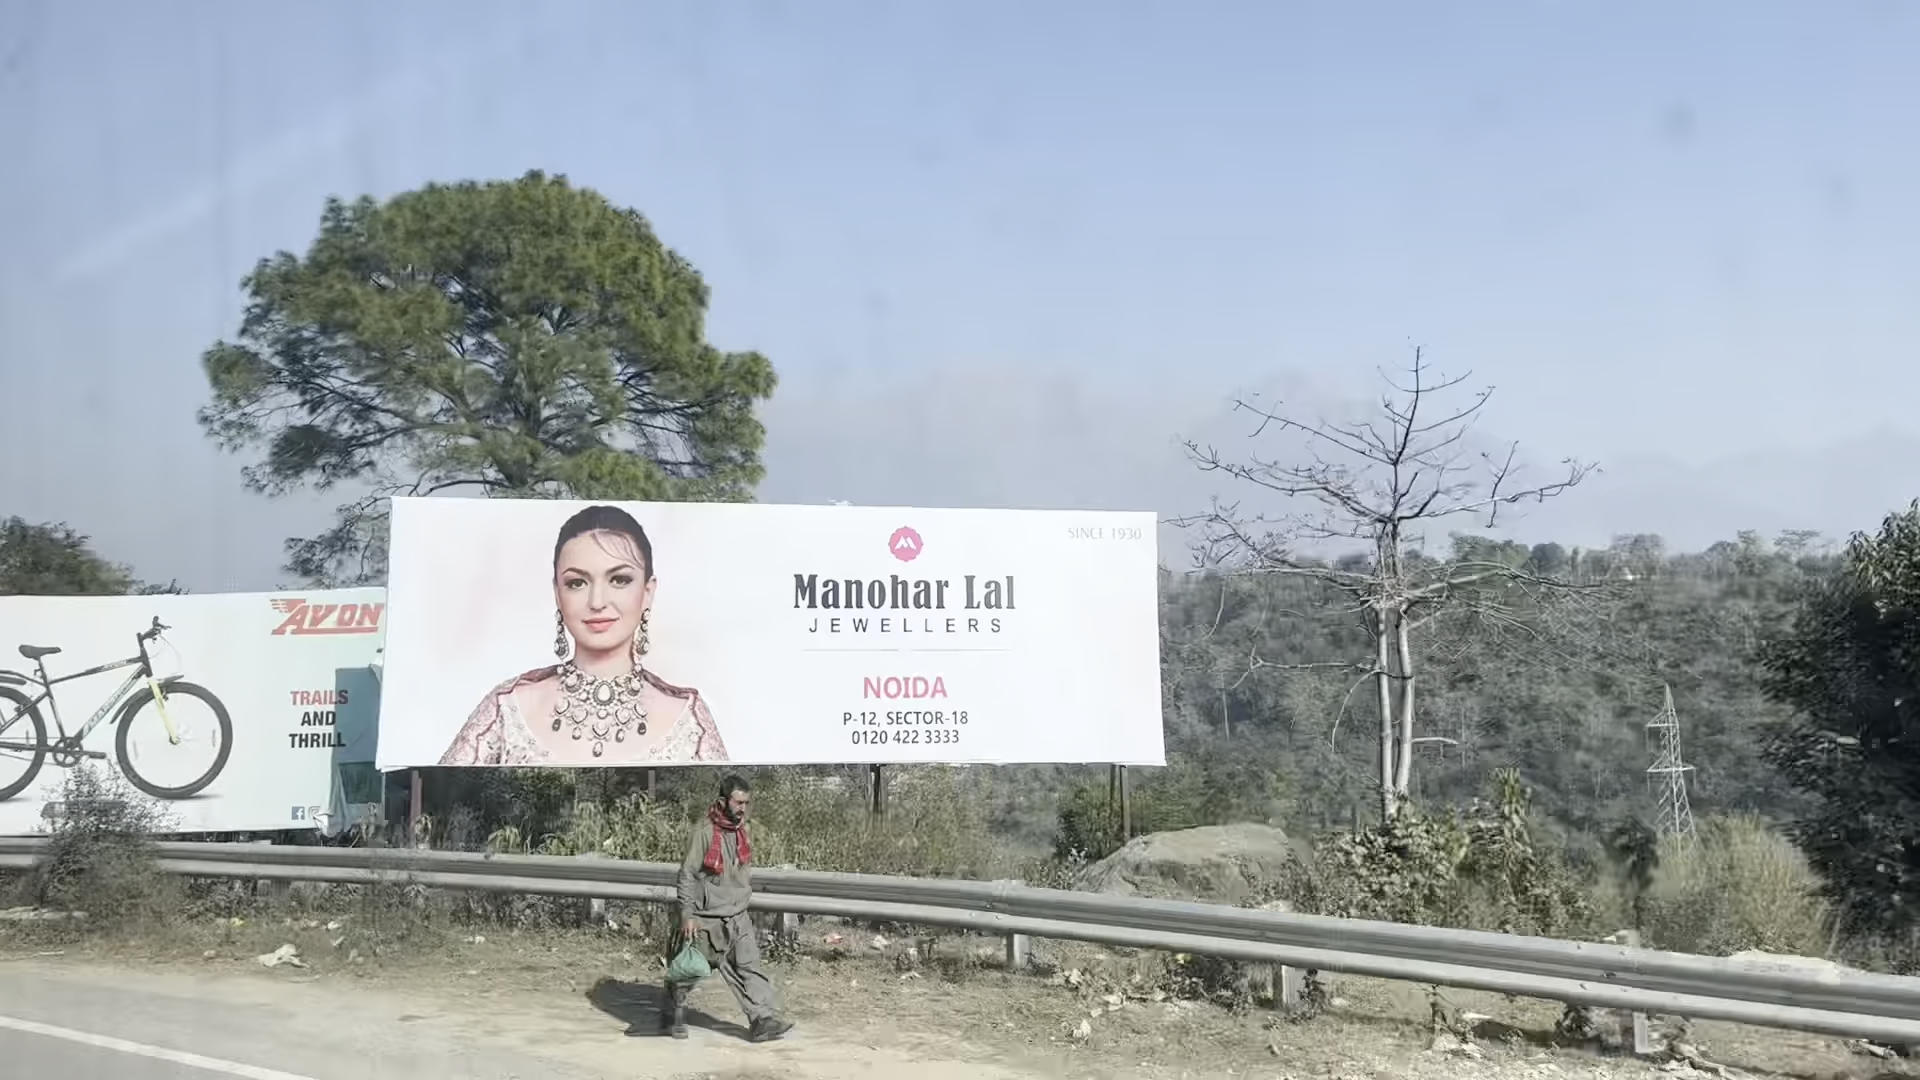 AVON
TRAILS
AND
THRILL
SINCE 1930
Manohar Lal
JEWELLERS
NOIDA
P-12, SECTOR-18
0120 422 3333